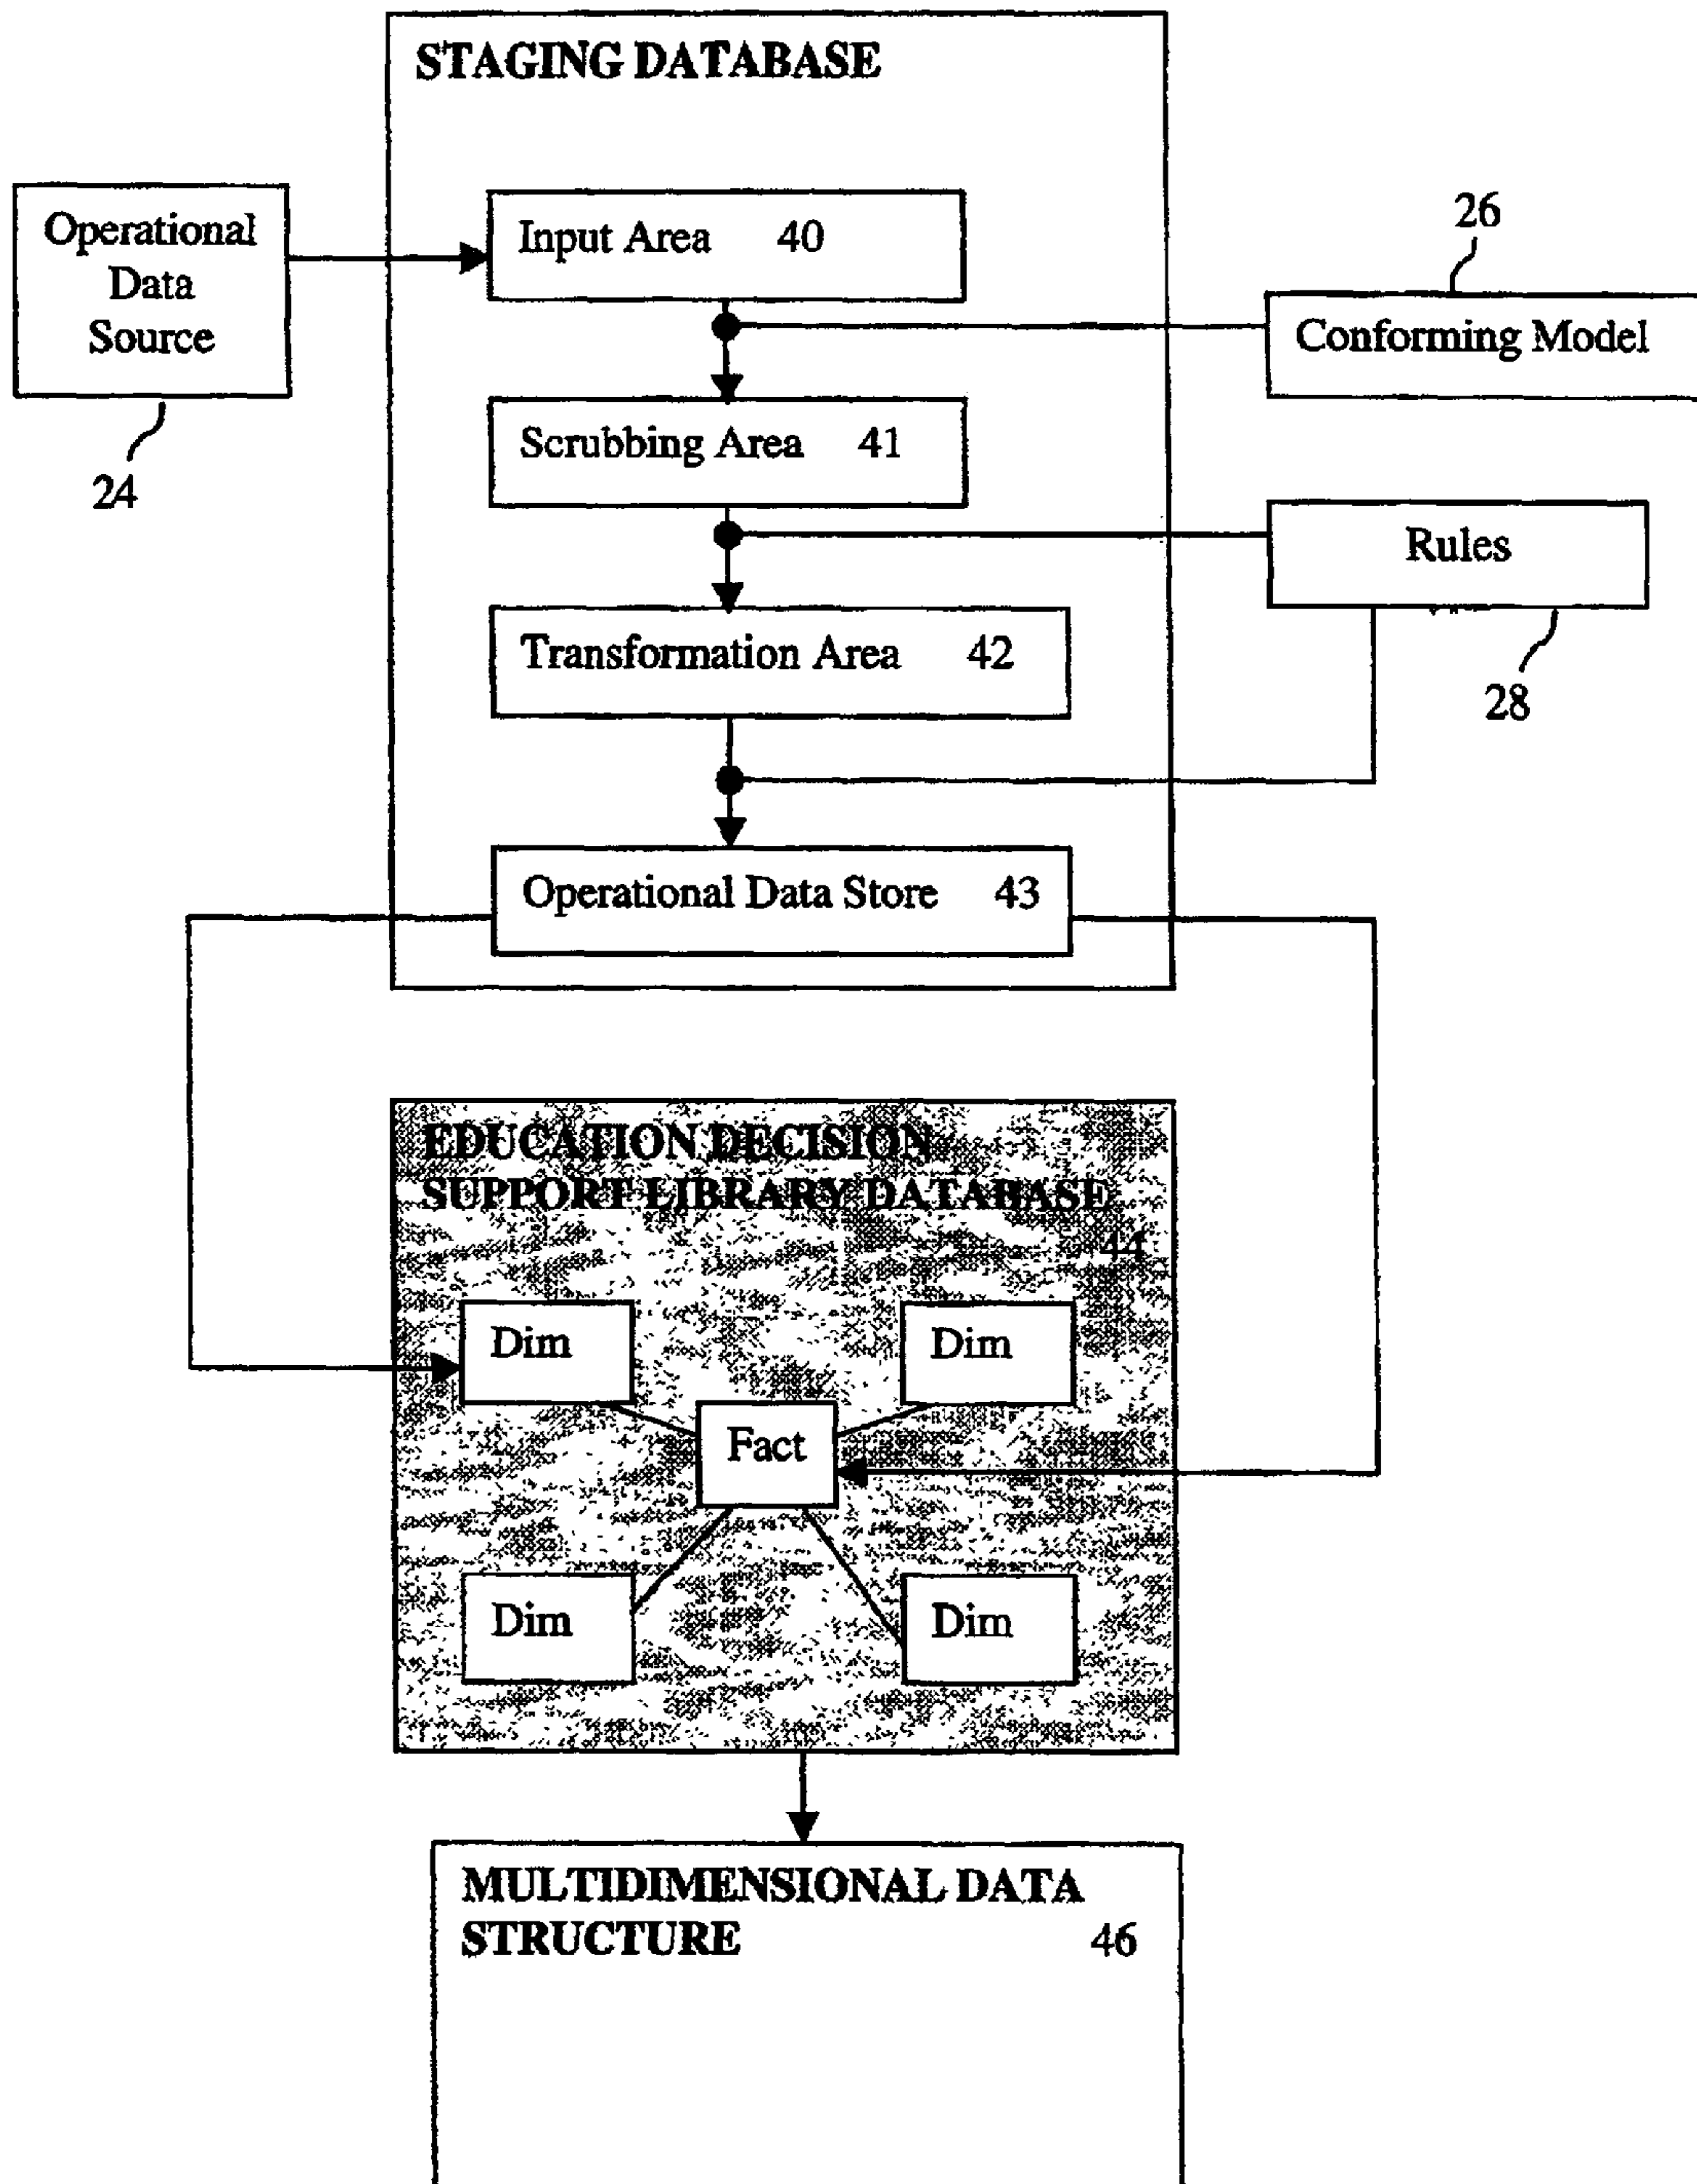 STAGING DATABASE
Operational
Data
Source
24
Input Area 40
26
Conforming Model
Scrubbing Area 41
Rules
28
Transformation Area 42
Operational Data Store 43
EDUCATION DECISION
SUPPORT LIBRARY DATABASE
44
Dim
Dim
Fact
Dim
Dim
MULTIDIMENSIONAL DATA
STRUCTURE 46